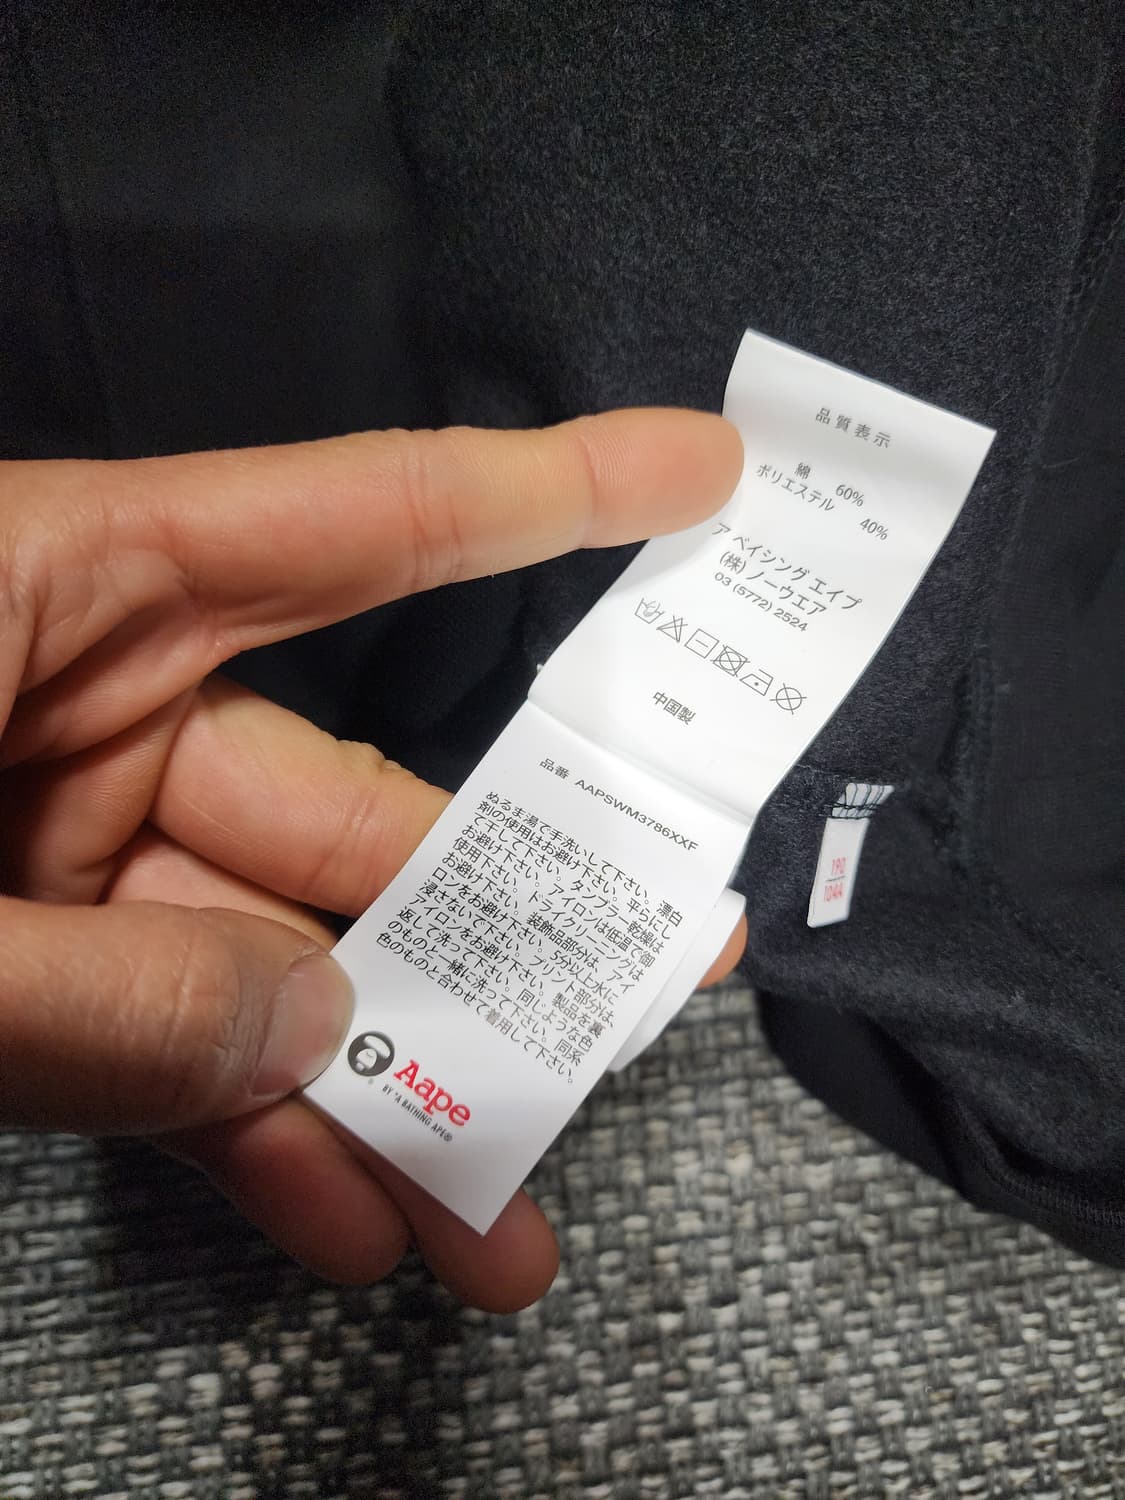 品質表示
綿 60%
ポリエステル 40%
ア ベイシング エイプ
(株) ノーウエア
03 (5772) 2524
中国製
品番 AAPSWM3786XXF
ぬるま湯で手洗いして下さい。漂白
剤の使用はお避け下さい。平らにし
て干して下さい。タンブラー乾燥は
お避け下さい。アイロンは低温で御
使用下さい。ドライクリーニングは
お避け下さい。装飾品部分は、アイ
ロンをお避け下さい。5分以上水に
浸さないで下さい。プリント部分は、
アイロンをお避け下さい。製品を裏
返して洗って下さい。同じような色
のものと一緒に洗って下さい。同系
色のものと合わせて着用して下さい。
Aape
BY *A BATHING APE®
190
104A